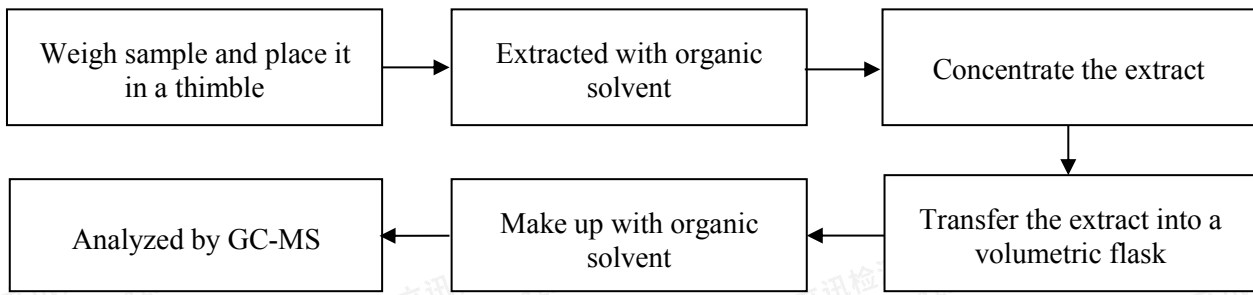 Weigh sample and place it
in a thimble
Extracted with organic
solvent
Concentrate the extract
Transfer the extract into a
volumetric flask
Make up with organic
solvent
Analyzed by GC-MS